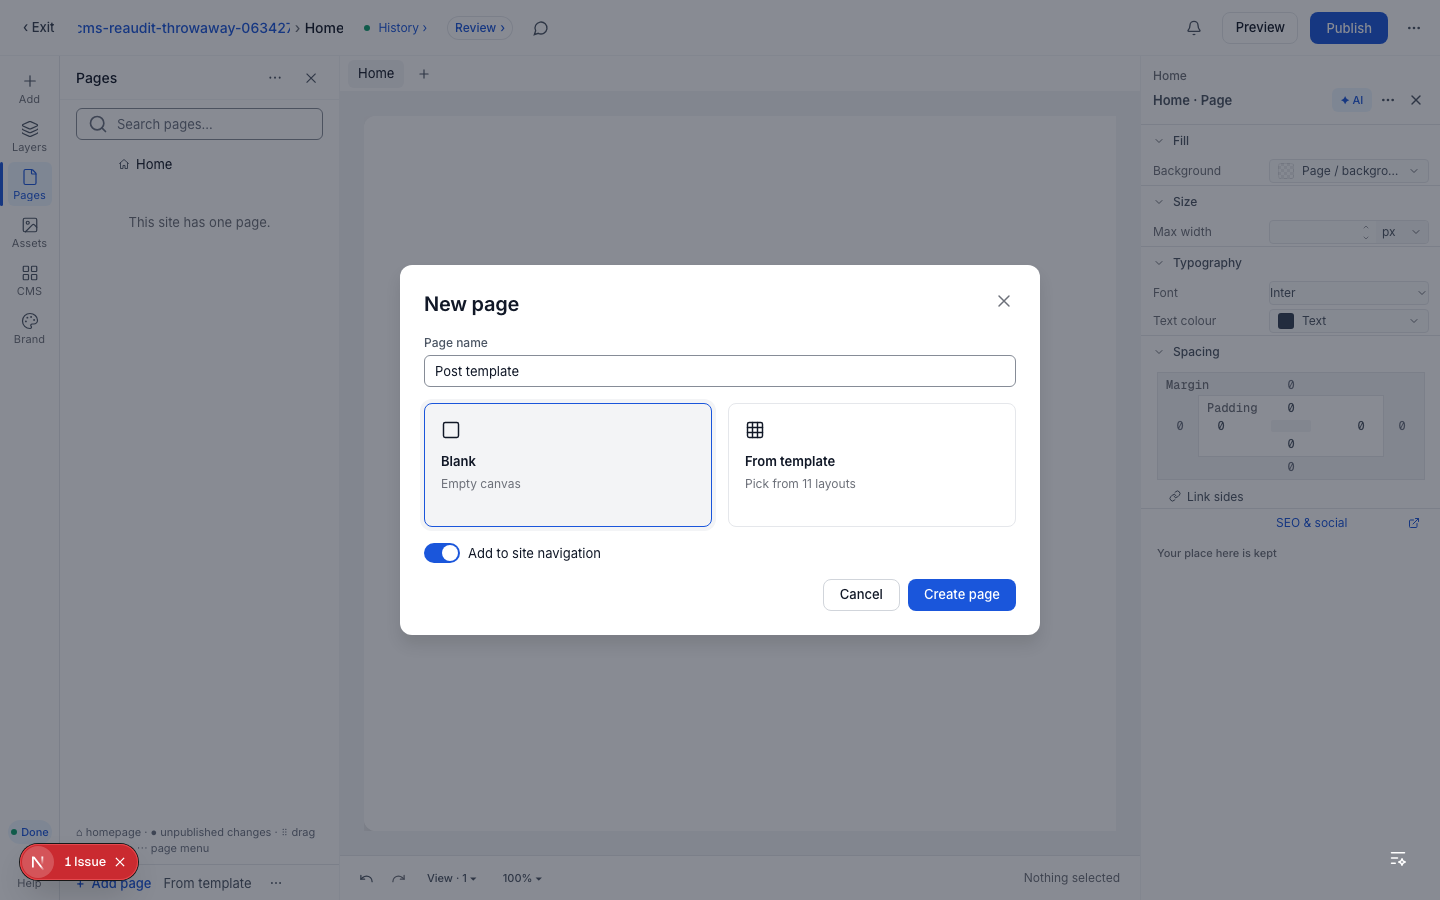 ‹ Exit
cms-reaudit-throwaway-063427 › Home
History ›
Review ›
Preview
Publish
Add
Layers
Pages
Assets
CMS
Brand
Done
Help
Pages
Search pages...
Home
This site has one page.
⌂ homepage · ● unpublished changes · ⠿ drag
··· page menu
+ Add page
From template
N 1 Issue
Home
New page
Page name
Post template
Blank
Empty canvas
From template
Pick from 11 layouts
Add to site navigation
Cancel
Create page
View · 1
100%
Nothing selected
Home
Home · Page
AI
Fill
Background
Page / backgro...
Size
Max width
px
Typography
Font
Inter
Text colour
Text
Spacing
Margin 0
Padding 0
0 0 0 0
0
0
Link sides
SEO & social
Your place here is kept